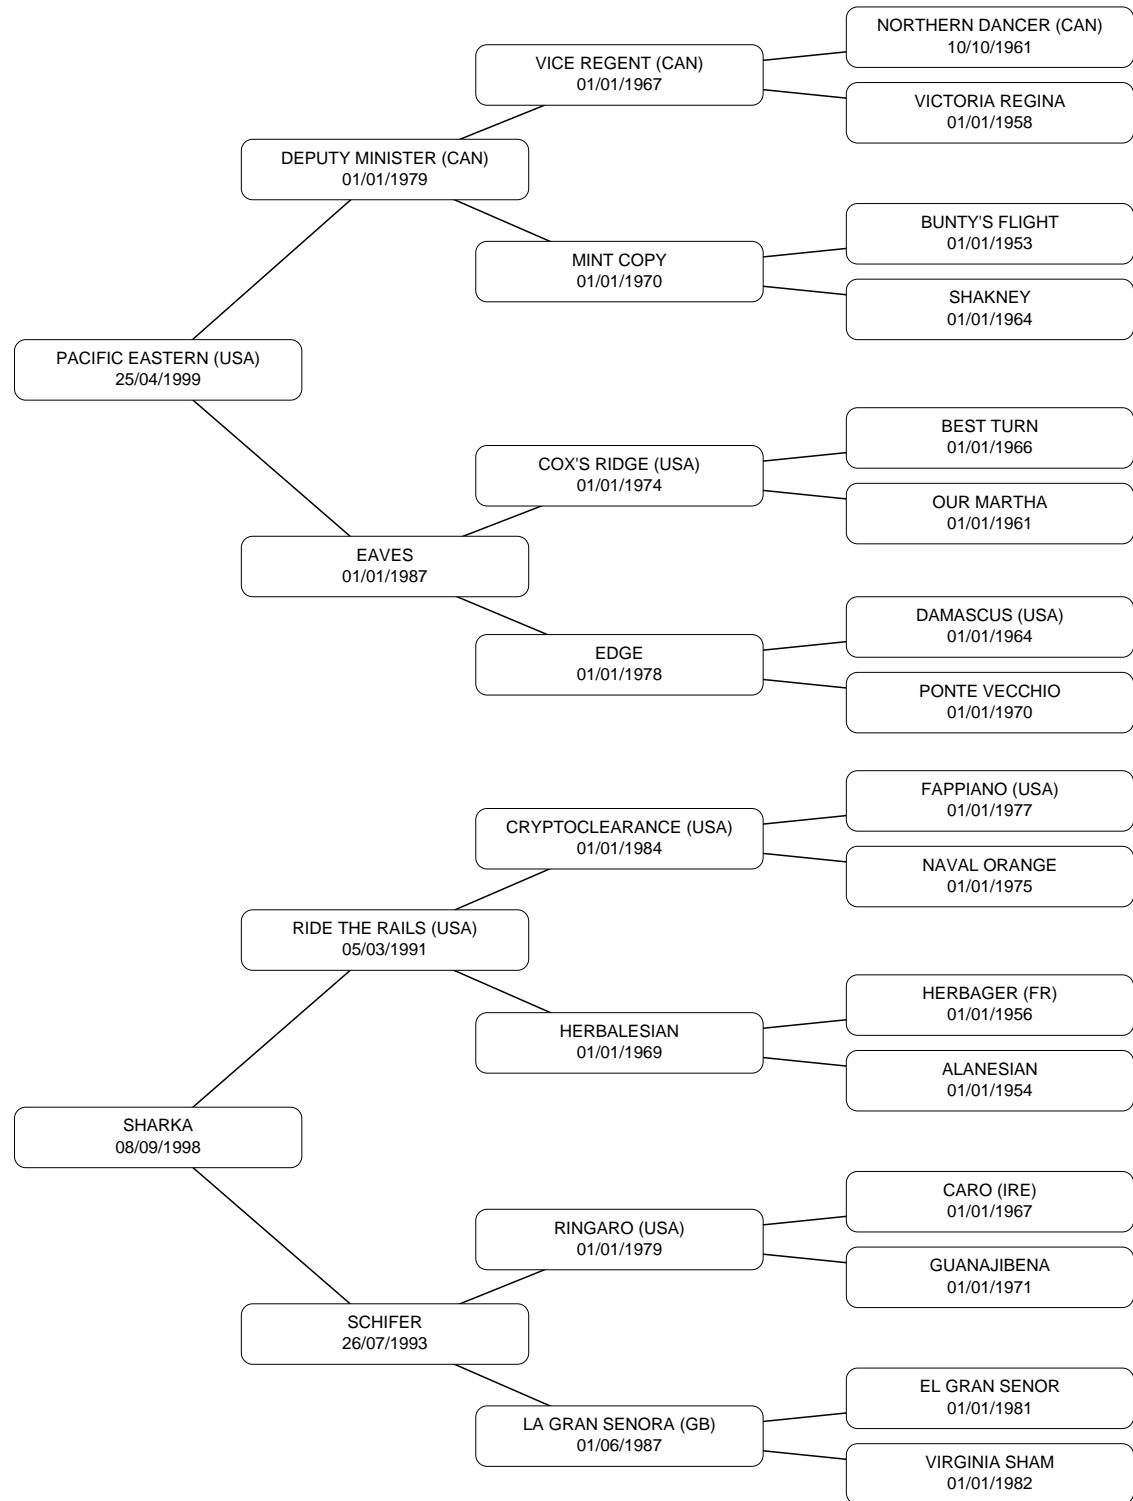 NORTHERN DANCER (CAN)
10/10/1961
VICE REGENT (CAN)
01/01/1967
VICTORIA REGINA
01/01/1958
DEPUTY MINISTER (CAN)
01/01/1979
BUNTY'S FLIGHT
01/01/1953
MINT COPY
01/01/1970
SHAKNEY
01/01/1964
PACIFIC EASTERN (USA)
25/04/1999
BEST TURN
01/01/1966
COX'S RIDGE (USA)
01/01/1974
OUR MARTHA
01/01/1961
EAVES
01/01/1987
DAMASCUS (USA)
01/01/1964
EDGE
01/01/1978
PONTE VECCHIO
01/01/1970
FAPPIANO (USA)
01/01/1977
CRYPTOCLEARANCE (USA)
01/01/1984
NAVAL ORANGE
01/01/1975
RIDE THE RAILS (USA)
05/03/1991
HERBAGER (FR)
01/01/1956
HERBALESIAN
01/01/1969
ALANESIAN
01/01/1954
SHARKA
08/09/1998
CARO (IRE)
01/01/1967
RINGARO (USA)
01/01/1979
GUANAJIBENA
01/01/1971
SCHIFER
26/07/1993
EL GRAN SENOR
01/01/1981
LA GRAN SENORA (GB)
01/06/1987
VIRGINIA SHAM
01/01/1982